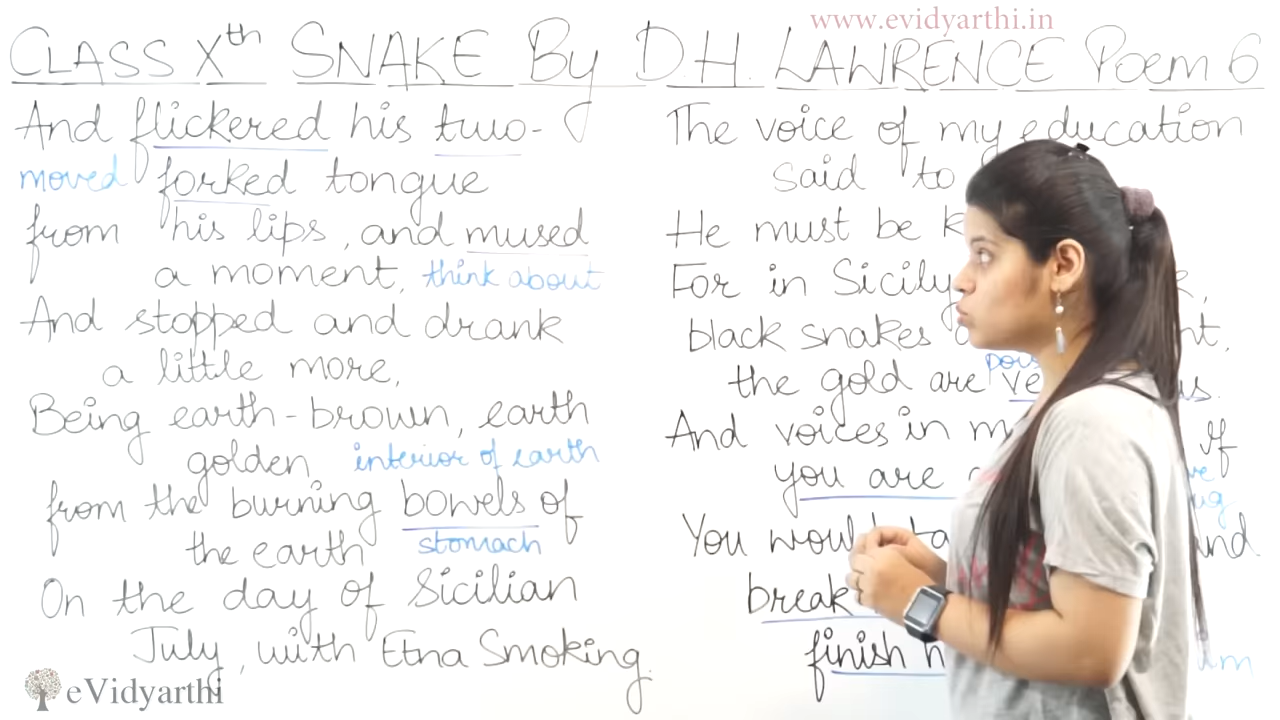 www.evidyarthi.in
CLASS Xth SNAKE By D.H. LAWRENCE Poem 6
And flickered his two-
moved forked tongue
from his lips, and mused
a moment, think about
And stopped and drank
a little more,
Being earth-brown, earth
golden interior of earth
from the burning bowels of
the earth stomach
On the day of Sicilian
July, with Etna Smoking.
The voice of my education
said to
He must be
For in Sicily
black snakes
the gold are
And voices in If
you are
You
break
finish
eVidyarthi